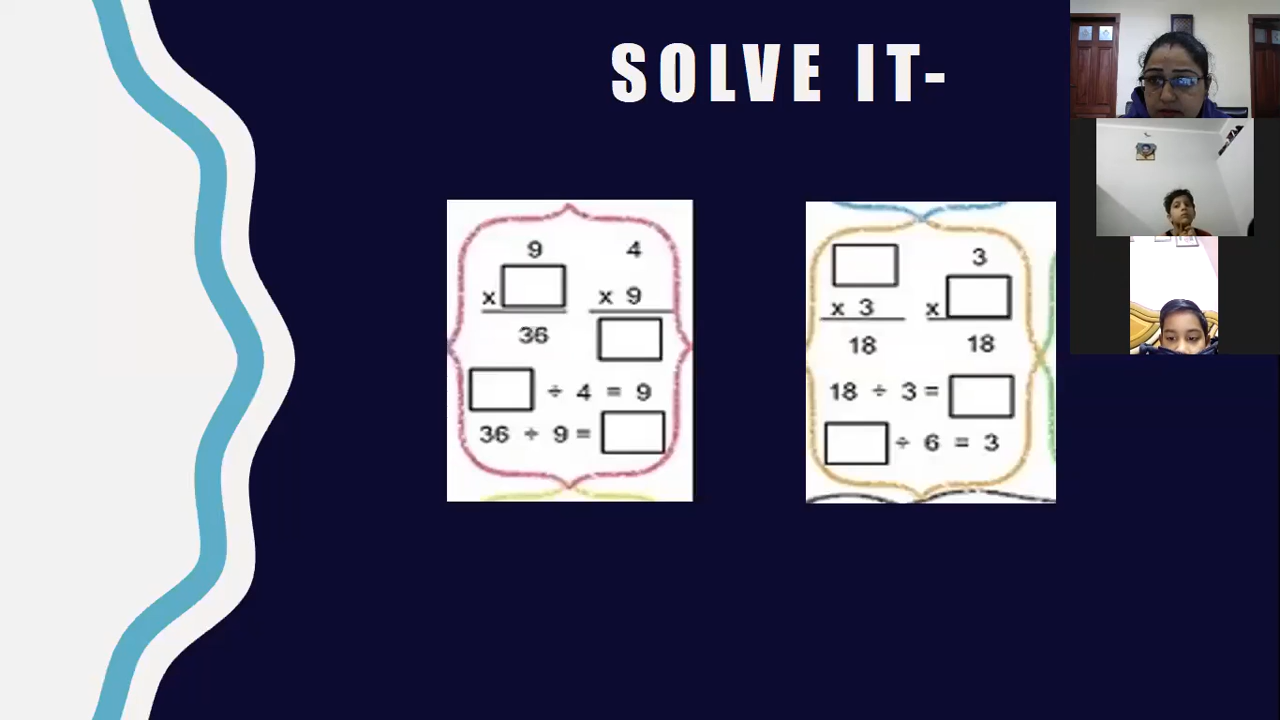 SOLVE IT-
9 4
x x 9
36
÷ 4 = 9
36 ÷ 9 =
3
x 3 x
18 18
18 ÷ 3 =
÷ 6 = 3